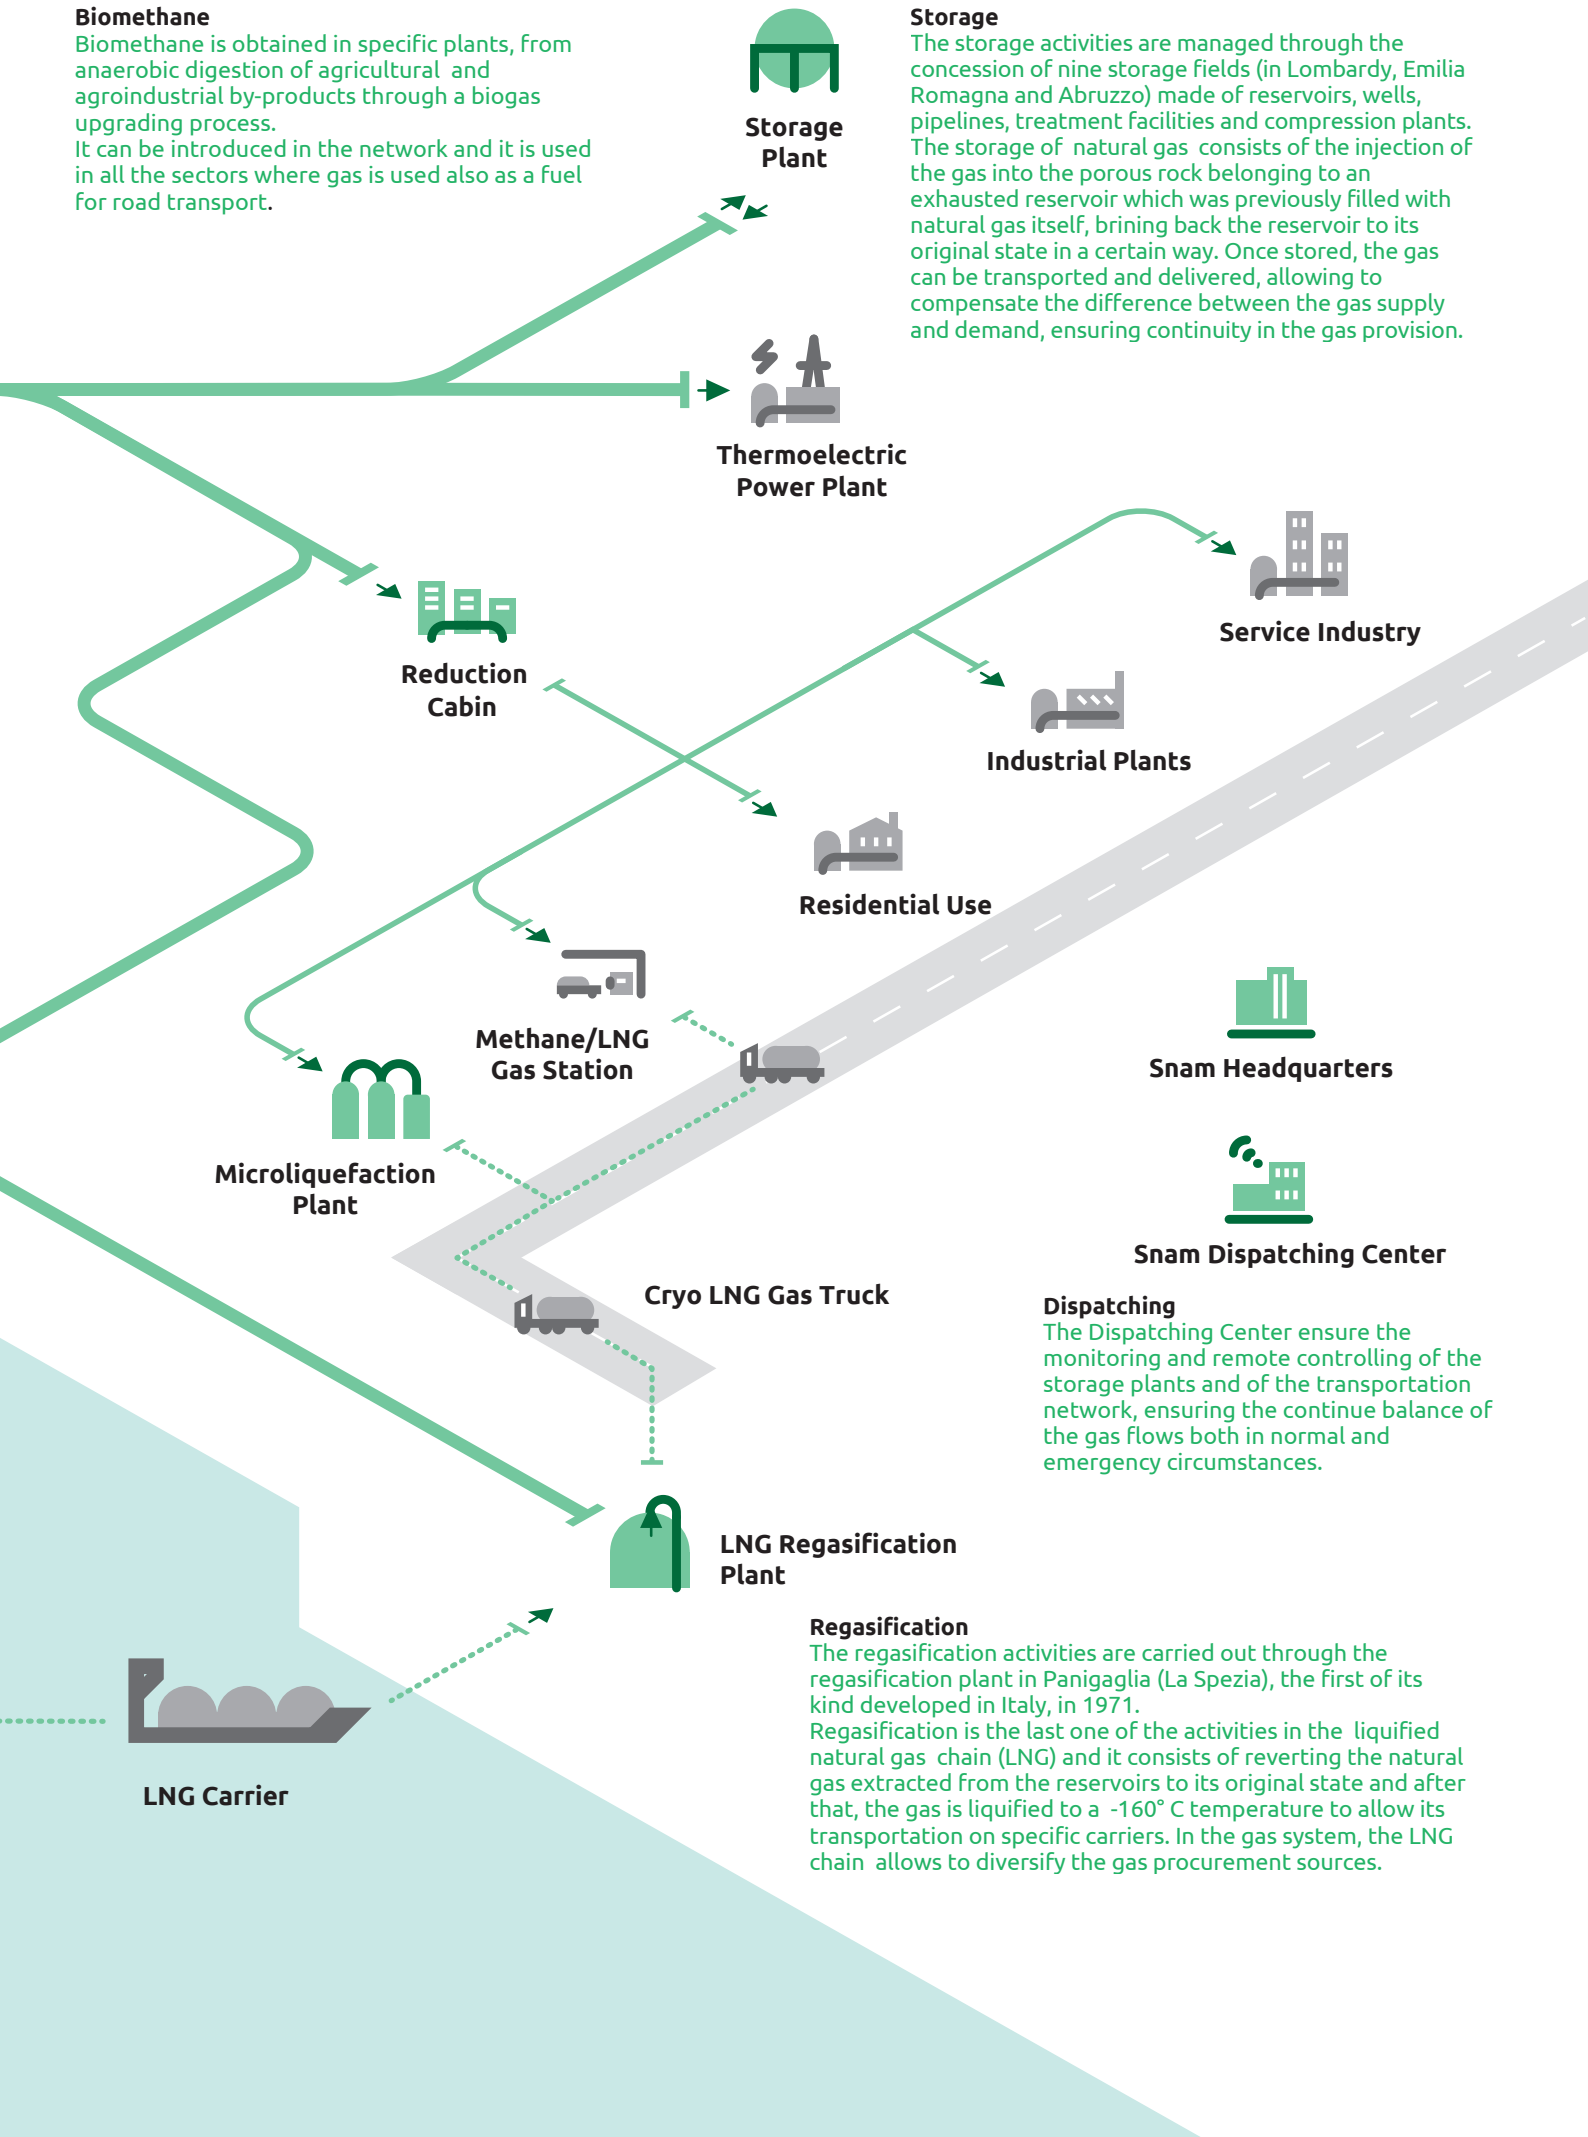 Biomethane
Biomethane is obtained in specific plants, from
anaerobic digestion of agricultural and
agroindustrial by-products through a biogas
upgrading process.
It can be introduced in the network and it is used
in all the sectors where gas is used also as a fuel
for road transport.
Storage
Plant
Storage
The storage activities are managed through the
concession of nine storage fields (in Lombardy, Emilia
Romagna and Abruzzo) made of reservoirs, wells,
pipelines, treatment facilities and compression plants.
The storage of natural gas consists of the injection of
the gas into the porous rock belonging to an
exhausted reservoir which was previously filled with
natural gas itself, brining back the reservoir to its
original state in a certain way. Once stored, the gas
can be transported and delivered, allowing to
compensate the difference between the gas supply
and demand, ensuring continuity in the gas provision.
Thermoelectric
Power Plant
Service Industry
Reduction
Cabin
Industrial Plants
Residential Use
Methane/LNG
Gas Station
Snam Headquarters
Microliquefaction
Plant
Snam Dispatching Center
Cryo LNG Gas Truck
Dispatching
The Dispatching Center ensure the
monitoring and remote controlling of the
storage plants and of the transportation
network, ensuring the continue balance of
the gas flows both in normal and
emergency circumstances.
LNG Regasification
Plant
Regasification
The regasification activities are carried out through the
regasification plant in Panigaglia (La Spezia), the first of its
kind developed in Italy, in 1971.
Regasification is the last one of the activities in the liquified
natural gas chain (LNG) and it consists of reverting the natural
gas extracted from the reservoirs to its original state and after
that, the gas is liquified to a -160° C temperature to allow its
transportation on specific carriers. In the gas system, the LNG
chain allows to diversify the gas procurement sources.
LNG Carrier